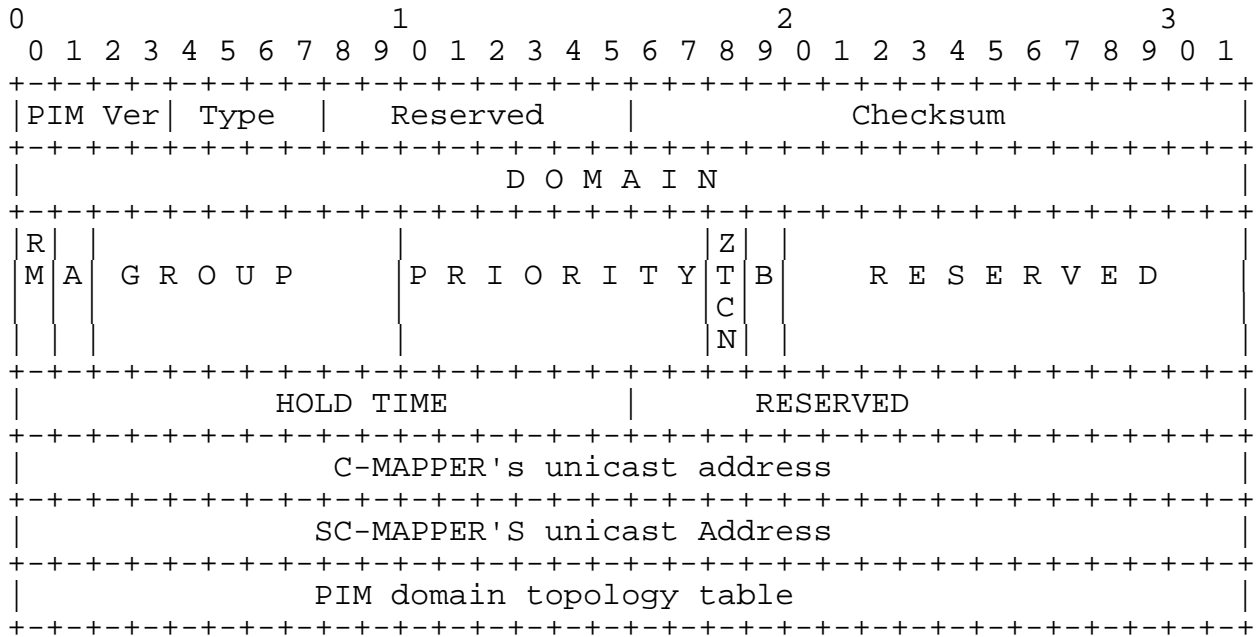 0                   1                   2                   3
 0 1 2 3 4 5 6 7 8 9 0 1 2 3 4 5 6 7 8 9 0 1 2 3 4 5 6 7 8 9 0 1
+-+-+-+-+-+-+-+-+-+-+-+-+-+-+-+-+-+-+-+-+-+-+-+-+-+-+-+-+-+-+-+-+
|PIM Ver| Type  |   Reserved    |           Checksum            |
+-+-+-+-+-+-+-+-+-+-+-+-+-+-+-+-+-+-+-+-+-+-+-+-+-+-+-+-+-+-+-+-+
|                         D O M A I N                           |
+-+-+-+-+-+-+-+-+-+-+-+-+-+-+-+-+-+-+-+-+-+-+-+-+-+-+-+-+-+-+-+-+
|R| |               |               |Z| |                       |
|M|A| G R O U P     |P R I O R I T Y|T|B|    R E S E R V E D    |
| | |               |               |C| |                       |
| | |               |               |N| |                       |
+-+-+-+-+-+-+-+-+-+-+-+-+-+-+-+-+-+-+-+-+-+-+-+-+-+-+-+-+-+-+-+-+
|             HOLD TIME         |      RESERVED                 |
+-+-+-+-+-+-+-+-+-+-+-+-+-+-+-+-+-+-+-+-+-+-+-+-+-+-+-+-+-+-+-+-+
|                C-MAPPER's unicast address                     |
+-+-+-+-+-+-+-+-+-+-+-+-+-+-+-+-+-+-+-+-+-+-+-+-+-+-+-+-+-+-+-+-+
|               SC-MAPPER'S unicast Address                     |
+-+-+-+-+-+-+-+-+-+-+-+-+-+-+-+-+-+-+-+-+-+-+-+-+-+-+-+-+-+-+-+-+
|               PIM domain topology table                       |
+-+-+-+-+-+-+-+-+-+-+-+-+-+-+-+-+-+-+-+-+-+-+-+-+-+-+-+-+-+-+-+-+